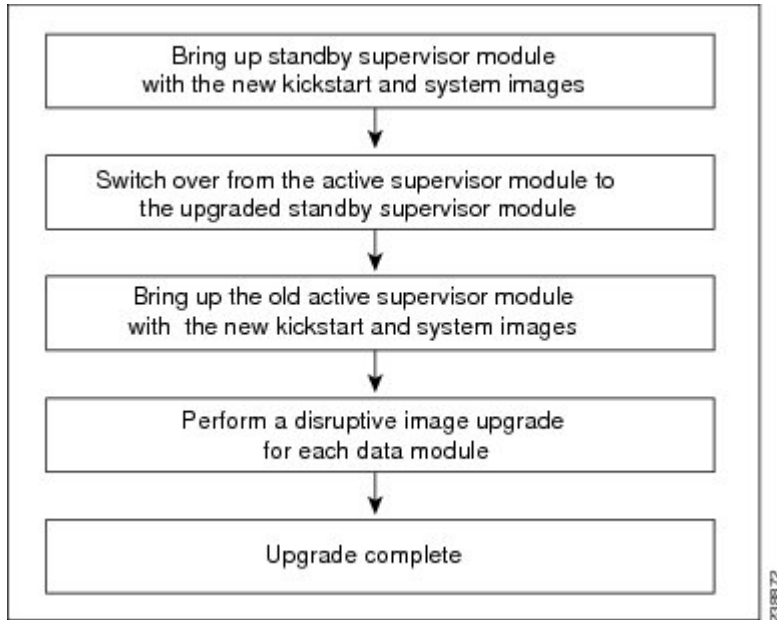 Bring up standby supervisor module
with the new kickstart and system images
Switch over from the active supervisor module to
the upgraded standby supervisor module
Bring up the old active supervisor module
with the new kickstart and system images
Perform a disruptive image upgrade
for each data module
Upgrade complete
238872